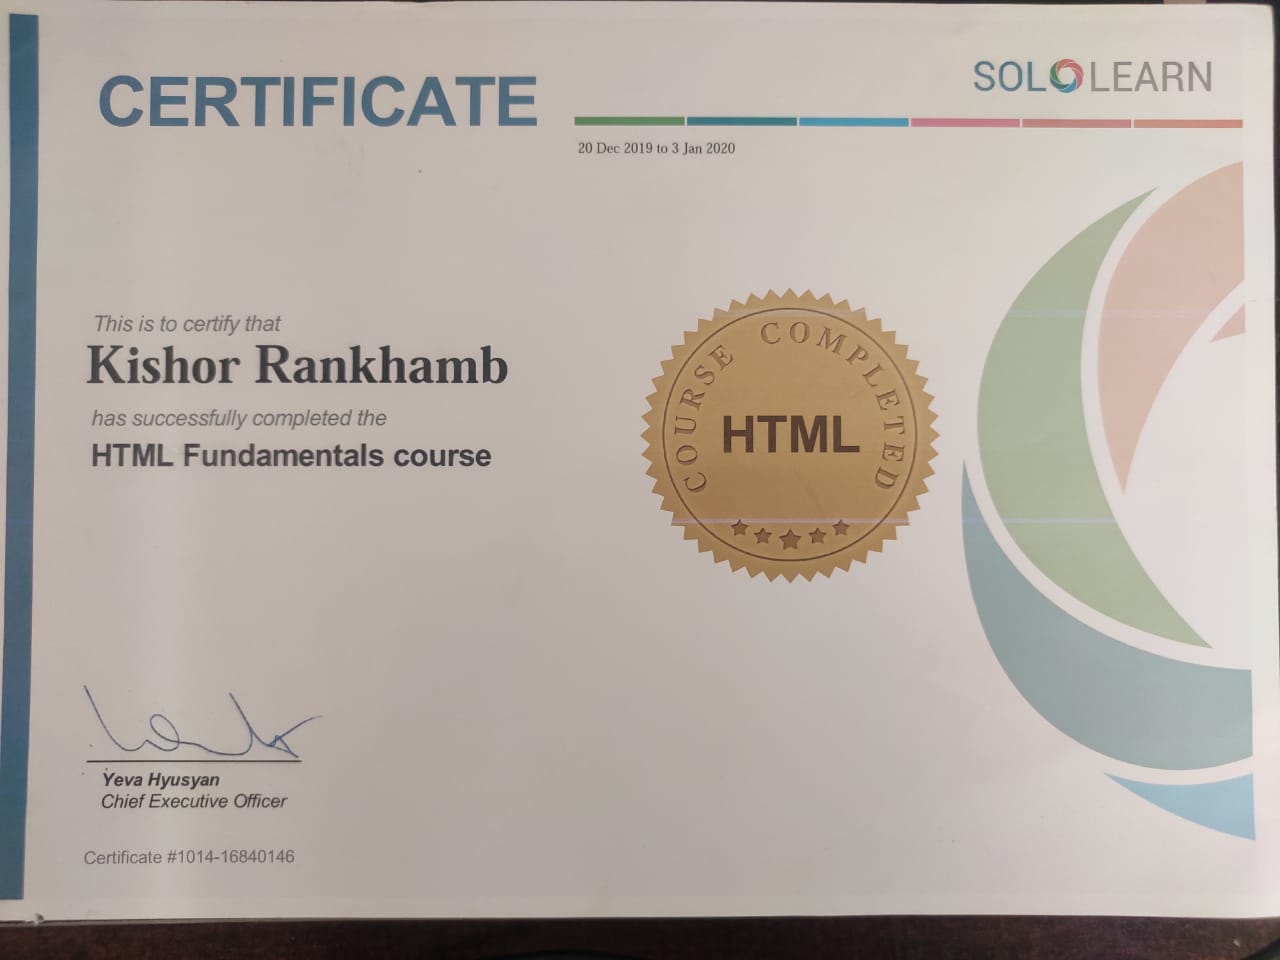 CERTIFICATE
SOLOLEARN
20 Dec 2019 to 3 Jan 2020
This is to certify that
Kishor Rankhamb
has successfully completed the
HTML Fundamentals course
COURSE COMPLETED
HTML
Yeva Hyusyan
Chief Executive Officer
Certificate #1014-16840146